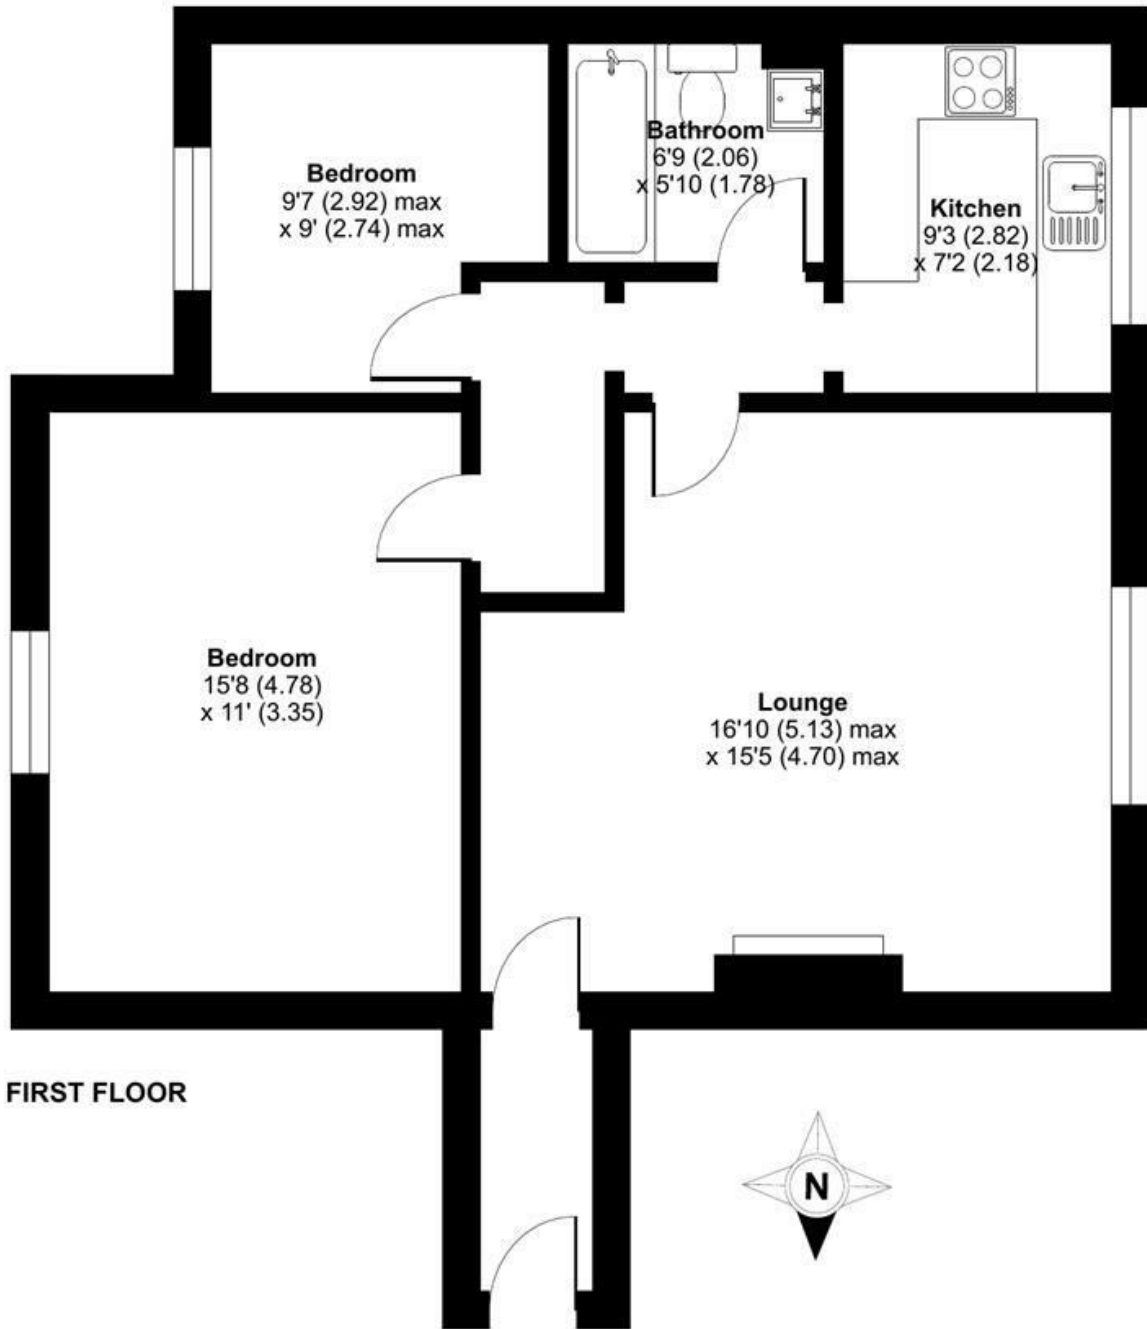 Bedroom
9'7 (2.92) max
x 9' (2.74) max
Bathroom
6'9 (2.06)
x 5'10 (1.78)
Kitchen
9'3 (2.82)
x 7'2 (2.18)
Bedroom
15'8 (4.78)
x 11' (3.35)
Lounge
16'10 (5.13) max
x 15'5 (4.70) max
FIRST FLOOR
N